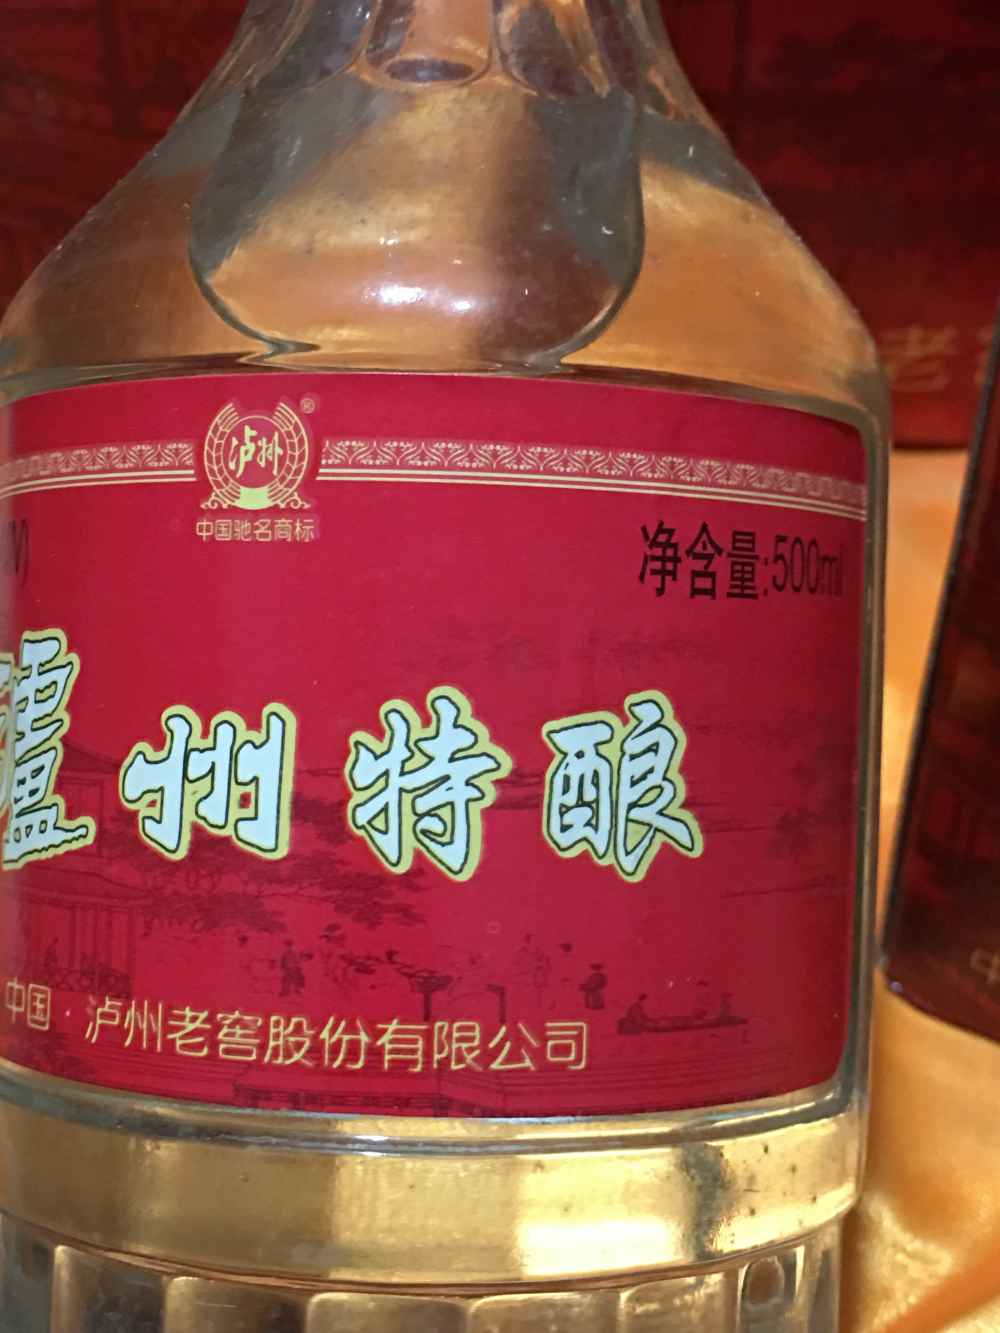 泸州
中国驰名商标
净含量:500ml
瀘州特酿
中国·泸州老窖股份有限公司